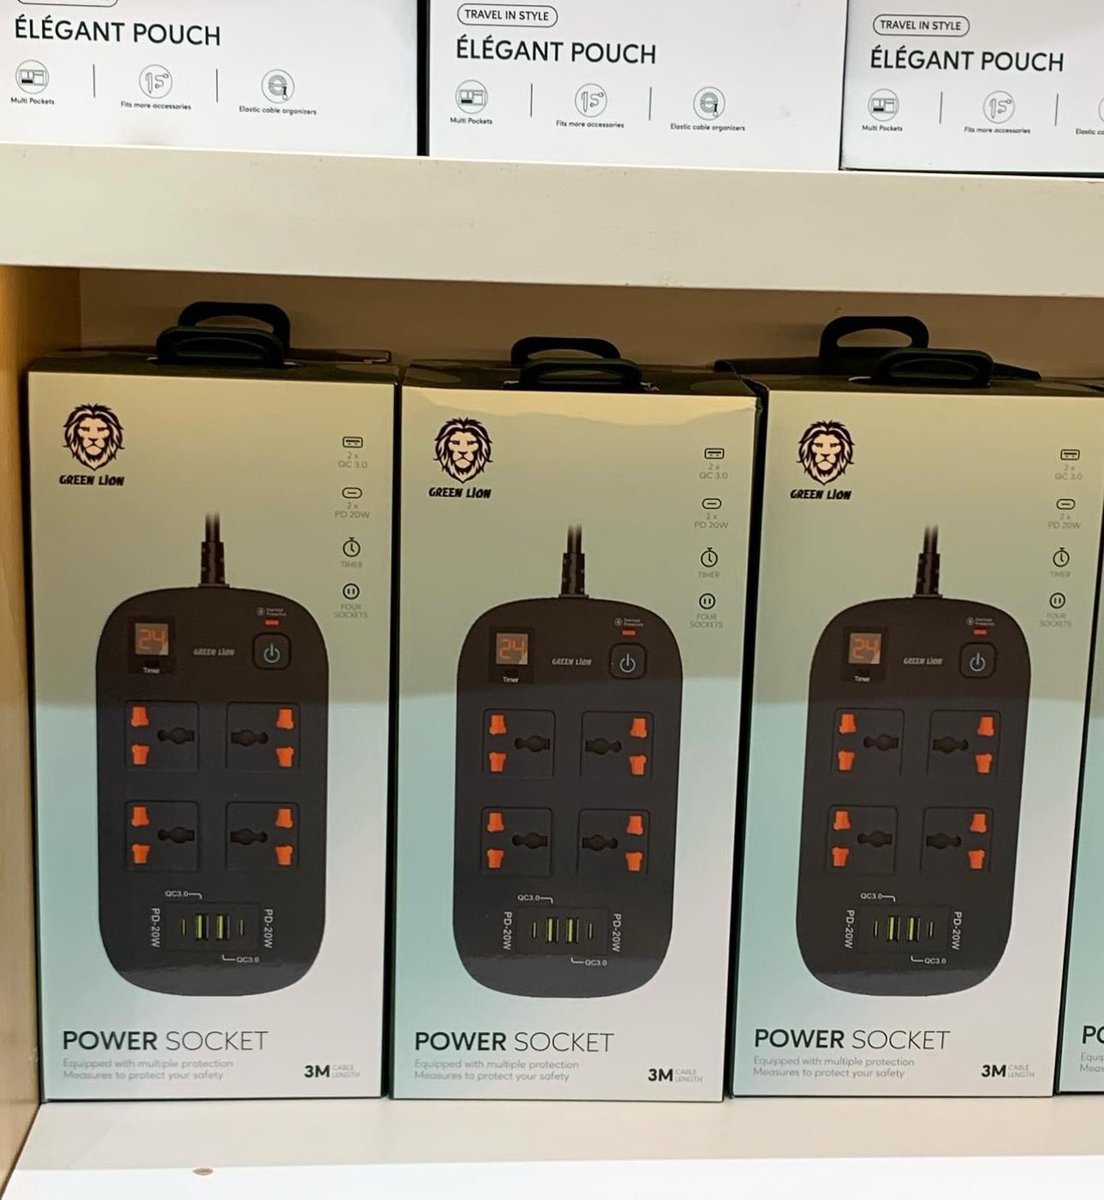 ÉLÉGANT POUCH
Multi Pockets
Fits more accessories
Elastic cable organizers
TRAVEL IN STYLE
ÉLÉGANT POUCH
Multi Pockets
Fits more accessories
Elastic cable organizers
TRAVEL IN STYLE
ÉLÉGANT POUCH
Multi Pockets
Fits more accessories
Elastic
GREEN LION
2 x
QC 3.0
2 x
PD 20W
TIMER
FOUR
SOCKETS
24
Timer
GREEN LION
QC3.0
PD-20W
PD-20W
QC3.0
POWER SOCKET
Equipped with multiple protection
Measures to protect your safety
3M CABLE
LENGTH
GREEN LION
2 x
QC 3.0
2 x
PD 20W
TIMER
FOUR
SOCKETS
24
Timer
GREEN LION
QC3.0
PD-20W
PD-20W
QC3.0
POWER SOCKET
Equipped with multiple protection
Measures to protect your safety
3M CABLE
LENGTH
GREEN LION
2 x
QC 3.0
2 x
PD 20W
TIMER
FOUR
SOCKETS
24
Timer
GREEN LION
QC3.0
PD-20W
PD-20W
QC3.0
POWER SOCKET
Equipped with multiple protection
Measures to protect your safety
3M CABLE
LENGTH